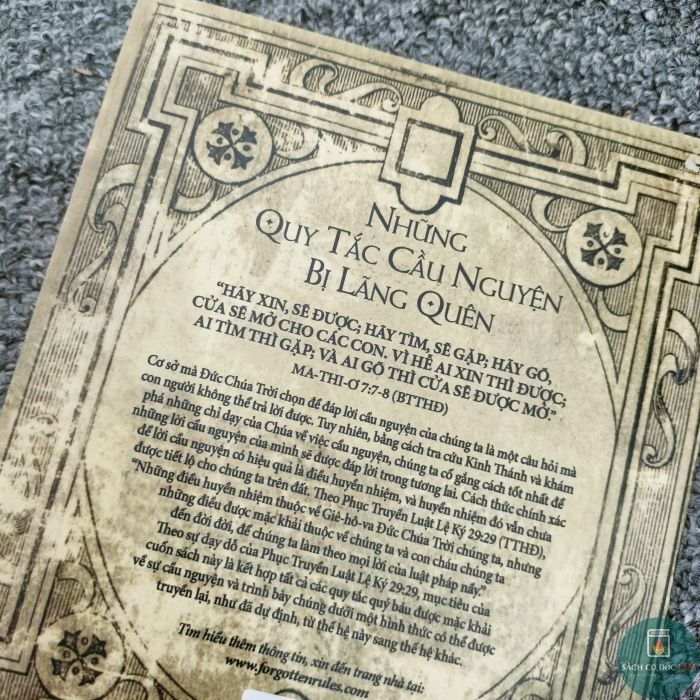 NHỮNG
QUY TẮC CẦU NGUYỆN
BỊ LÃNG QUÊN
“HÃY XIN, SẼ ĐƯỢC; HÃY TÌM, SẼ GẶP; HÃY GÕ,
CỬA SẼ MỞ CHO CÁC CON. VÌ HỄ AI XIN THÌ ĐƯỢC;
AI TÌM THÌ GẶP; VÀ AI GÕ THÌ CỬA SẼ ĐƯỢC MỞ.”
MA-THI-Ơ 7:7-8 (BTTHĐ)
Cơ sở mà Đức Chúa Trời chọn để đáp lời cầu nguyện của chúng ta là một câu hỏi mà
con người không thể trả lời được. Tuy nhiên, bằng cách tra cứu Kinh Thánh và khám
phá những chỉ dạy của Chúa về việc cầu nguyện, chúng ta cố gắng cách tốt nhất để
những lời cầu nguyện của mình sẽ được đáp lời trong tương lai. Cách thức chính xác
để lời cầu nguyện có hiệu quả là điều huyền nhiệm, và huyền nhiệm đó vẫn chưa
được tiết lộ cho chúng ta trên đất. Theo Phục Truyền Luật Lệ Ký 29:29 (TTHĐ),
“Những điều huyền nhiệm thuộc về Giê-hô-va Đức Chúa Trời chúng ta, nhưng
những điều được mặc khải thuộc về chúng ta và con cháu chúng ta
đến đời đời, để chúng ta làm theo mọi lời của luật pháp nầy.”
Theo sự dạy dỗ của Phục Truyền Luật Lệ Ký 29:29, mục tiêu của
cuốn sách này là kết hợp tất cả các quy tắc quý báu được mặc khải
về sự cầu nguyện và trình bày chúng dưới một hình thức có thể được
truyền lại, như đã dự định, từ thế hệ này sang thế hệ khác.
Tìm hiểu thêm thông tin, xin đến trang nhà tại:
www.forgottenrules.com